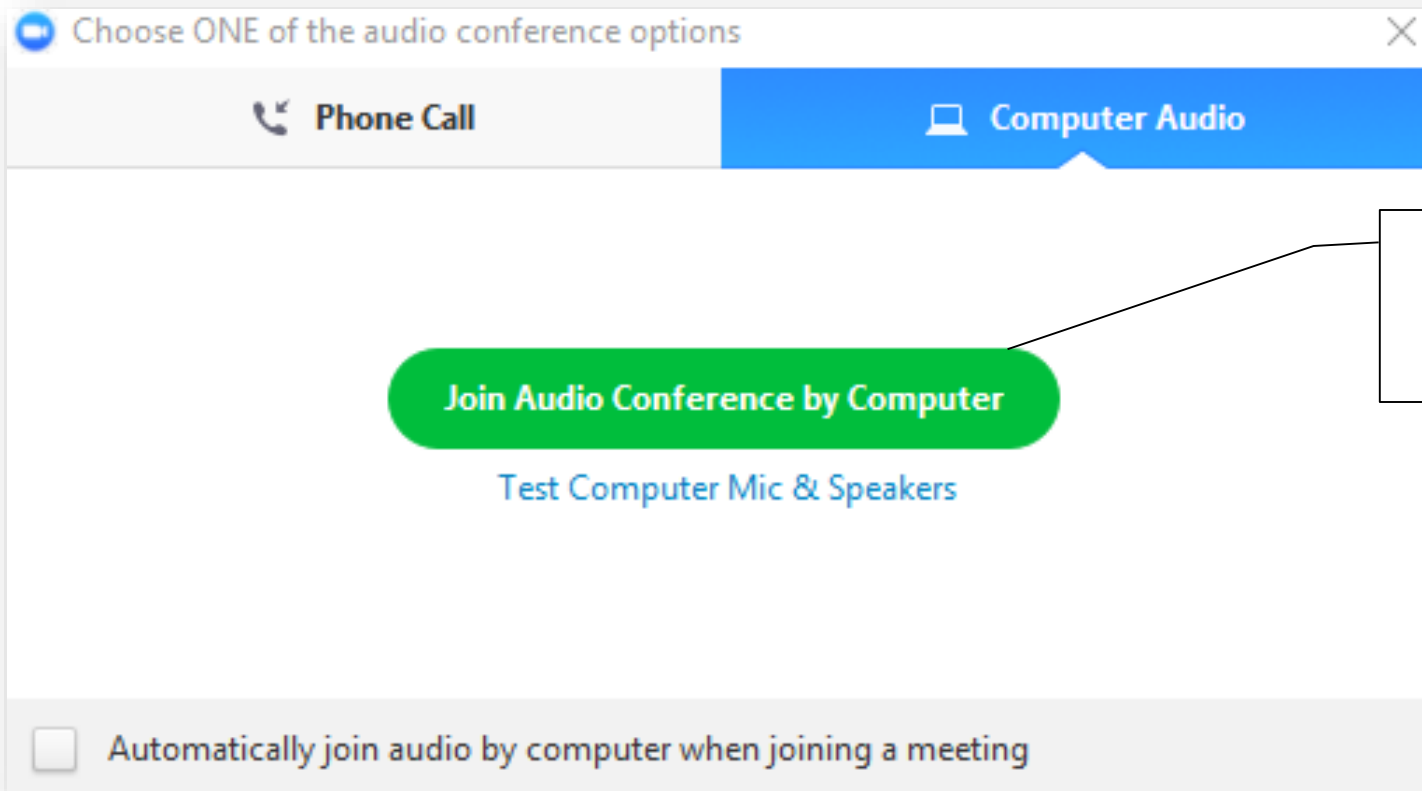 Choose ONE of the audio conference options
Phone Call
Computer Audio
Join Audio Conference by Computer
Test Computer Mic & Speakers
Automatically join audio by computer when joining a meeting